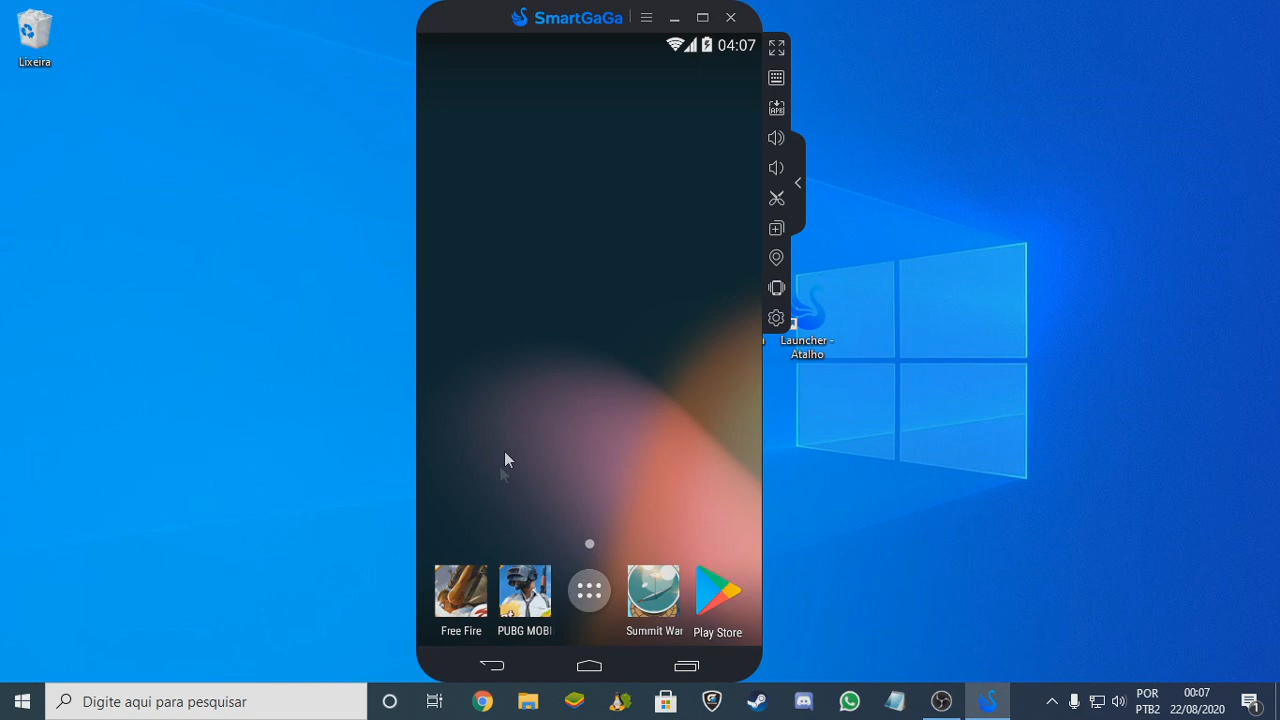 Lixeira
SmartGaGa
04:07
APK
Launcher -
Atalho
Free Fire
PUBG MOBI
Summit War
Play Store
Digite aqui para pesquisar
POR
PTB2
00:07
22/08/2020
1